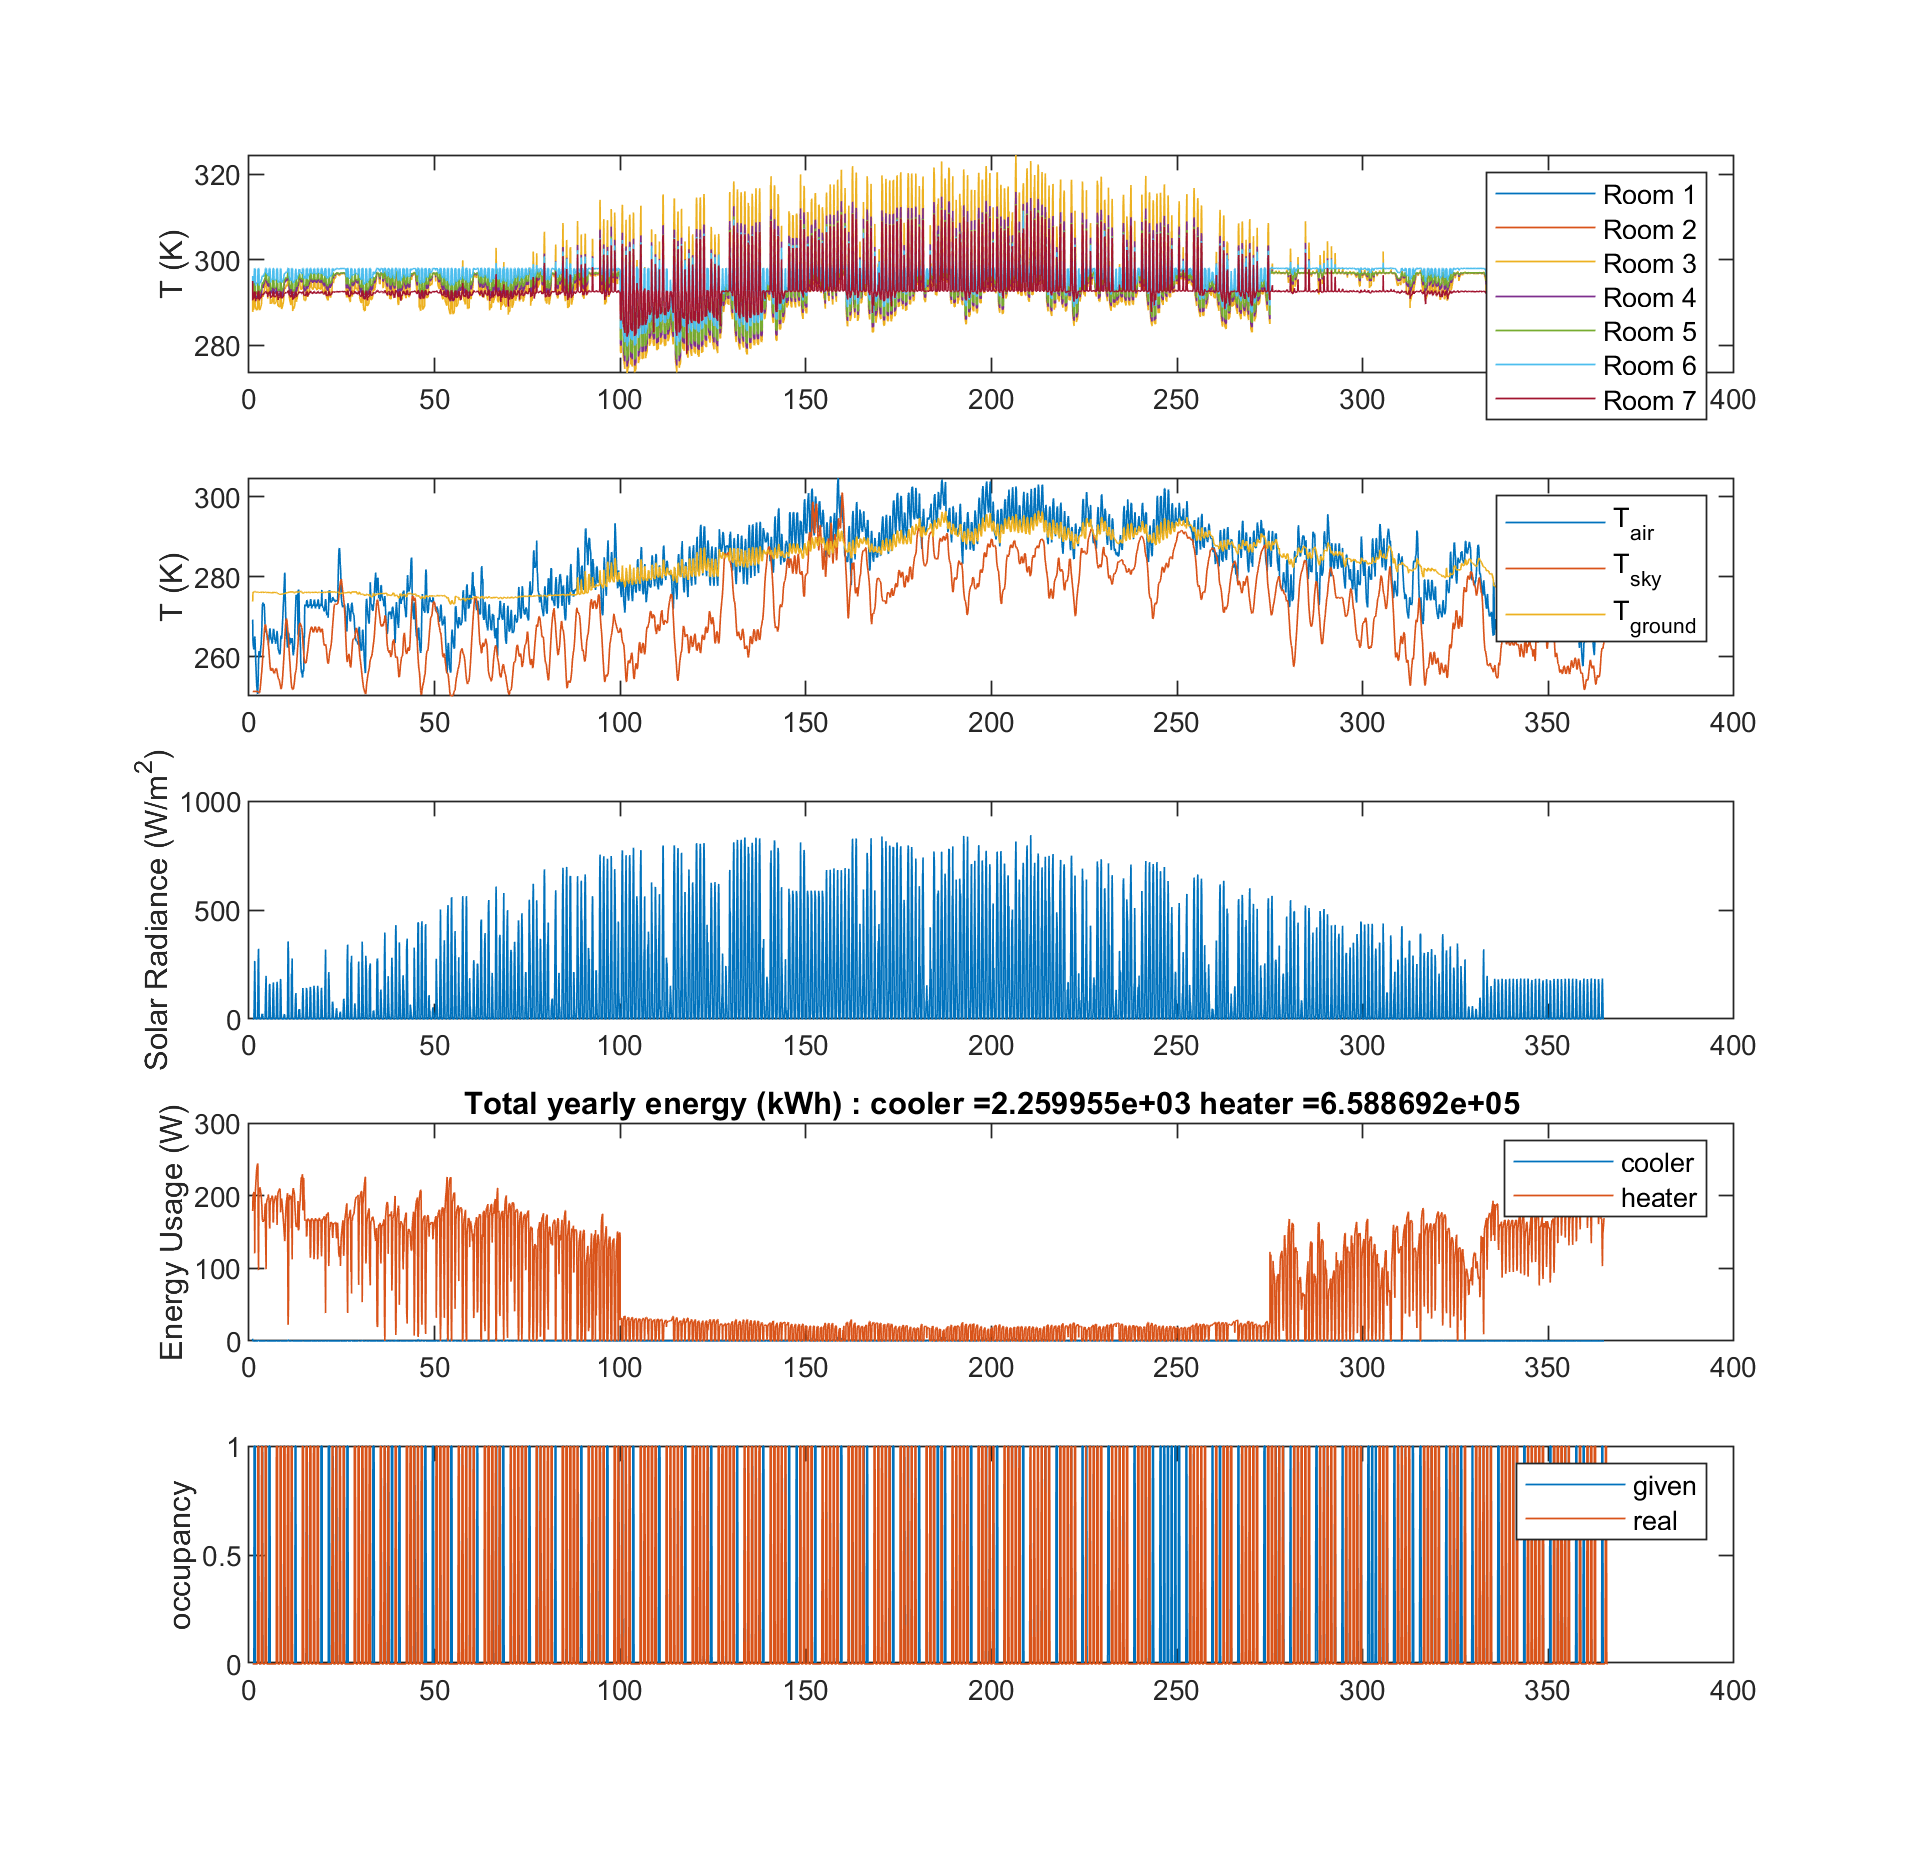 T (K)
320
300
280
0 50 100 150 200 250 300 400
Room 1
Room 2
Room 3
Room 4
Room 5
Room 6
Room 7
T (K)
300
280
260
0 50 100 150 200 250 300 350 400
T_air
T_sky
T_ground
Solar Radiance (W/m²)
1000
500
0
0 50 100 150 200 250 300 350 400
Total yearly energy (kWh) : cooler =2.259955e+03 heater =6.588692e+05
Energy Usage (W)
300
200
100
0
0 50 100 150 200 250 300 350 400
cooler
heater
occupancy
1
0.5
0
0 50 100 150 200 250 300 350 400
given
real